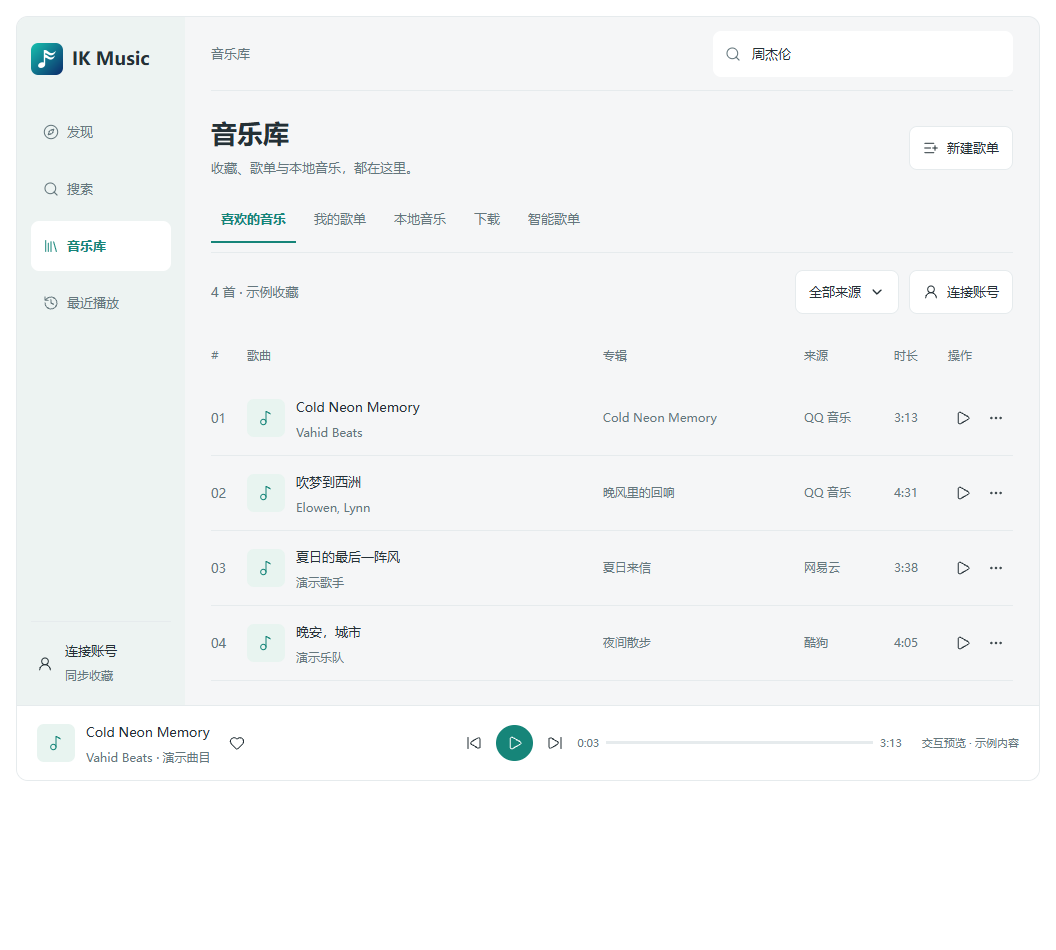 IK Music
发现
搜索
音乐库
最近播放
连接账号
同步收藏
音乐库
周杰伦
音乐库
收藏、歌单与本地音乐，都在这里。
新建歌单
喜欢的音乐 我的歌单 本地音乐 下载 智能歌单
4 首 · 示例收藏
全部来源
连接账号
# 歌曲 专辑 来源 时长 操作
01 Cold Neon Memory Cold Neon Memory QQ 音乐 3:13
Vahid Beats
02 吹梦到西洲 晚风里的回响 QQ 音乐 4:31
Elowen, Lynn
03 夏日的最后一阵风 夏日来信 网易云 3:38
演示歌手
04 晚安，城市 夜间散步 酷狗 4:05
演示乐队
Cold Neon Memory
Vahid Beats · 演示曲目
0:03 3:13
交互预览 · 示例内容